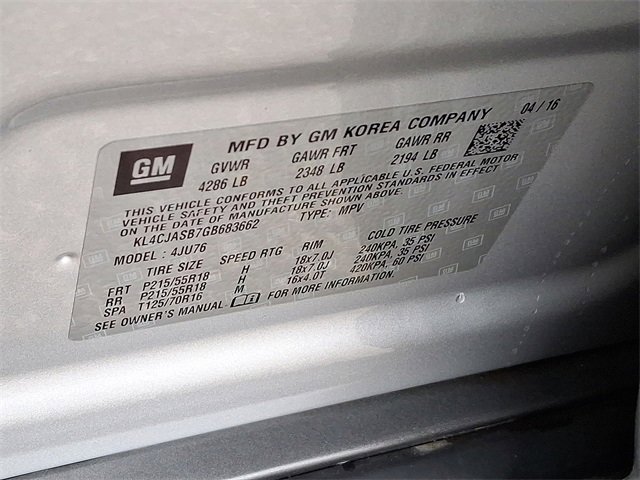 GM
MFD BY GM KOREA COMPANY
04 / 16
GVWR GAWR FRT GAWR RR
4286 LB 2348 LB 2194 LB
THIS VEHICLE CONFORMS TO ALL APPLICABLE U.S. FEDERAL MOTOR
VEHICLE SAFETY AND THEFT PREVENTION STANDARDS IN EFFECT
ON THE DATE OF MANUFACTURE SHOWN ABOVE.
KL4CJASB7GB683662 TYPE: MPV
MODEL: 4JU76
TIRE SIZE SPEED RTG RIM COLD TIRE PRESSURE
FRT P215/55R18 H 18x7.0J 240KPA, 35 PSI
RR P215/55R18 H 18x7.0J 240KPA, 35 PSI
SPA T125/70R16 M 16x4.0T 420KPA, 60 PSI
SEE OWNER'S MANUAL FOR MORE INFORMATION.